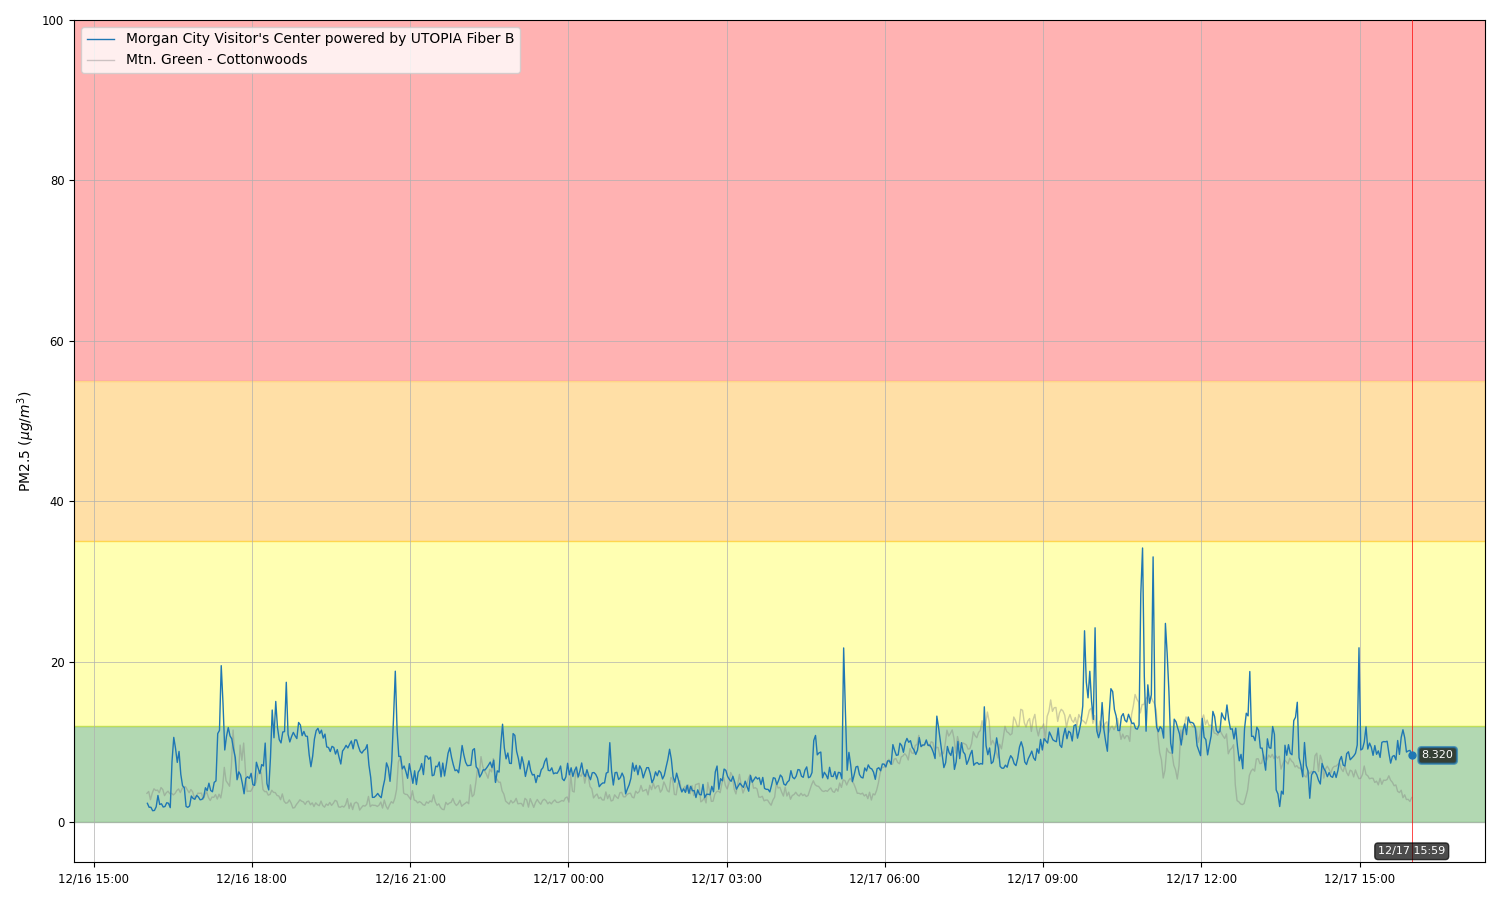 100
Morgan City Visitor's Center powered by UTOPIA Fiber B
Mtn. Green - Cottonwoods
80
60
PM2.5 (μg/m³)
40
20
8.320
0
12/17 15:59
12/16 15:00 12/16 18:00 12/16 21:00 12/17 00:00 12/17 03:00 12/17 06:00 12/17 09:00 12/17 12:00 12/17 15:00